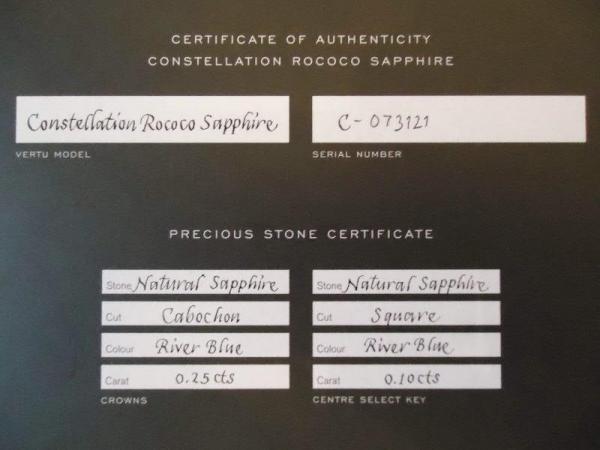 CERTIFICATE OF AUTHENTICITY
CONSTELLATION ROCOCO SAPPHIRE
Constellation Rococo Sapphire
C-073121
VERTU MODEL
SERIAL NUMBER
PRECIOUS STONE CERTIFICATE
Stone Natural Sapphire
Cut Cabochon
Colour River Blue
Carat 0.25 cts
CROWNS
Stone Natural Sapphire
Cut Square
Colour River Blue
Carat 0.10 cts
CENTRE SELECT KEY